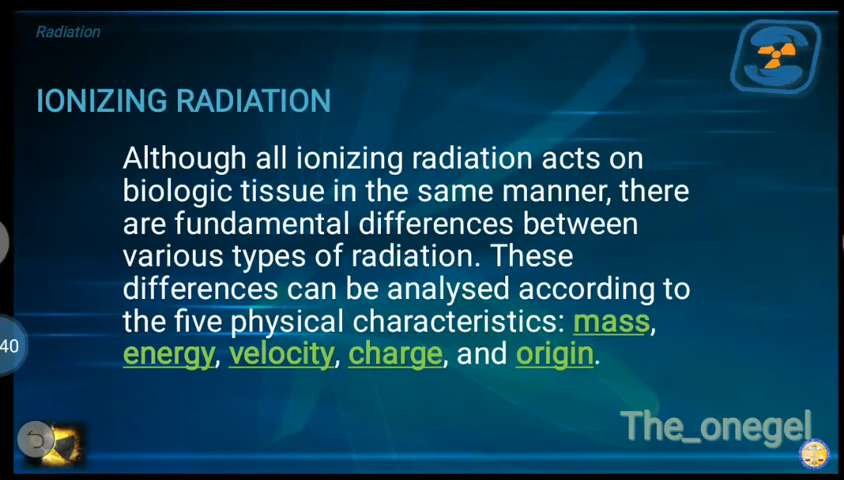 Radiation
IONIZING RADIATION
Although all ionizing radiation acts on
biologic tissue in the same manner, there
are fundamental differences between
various types of radiation. These
differences can be analysed according to
the five physical characteristics: mass,
energy, velocity, charge, and origin.
40
The_onegel